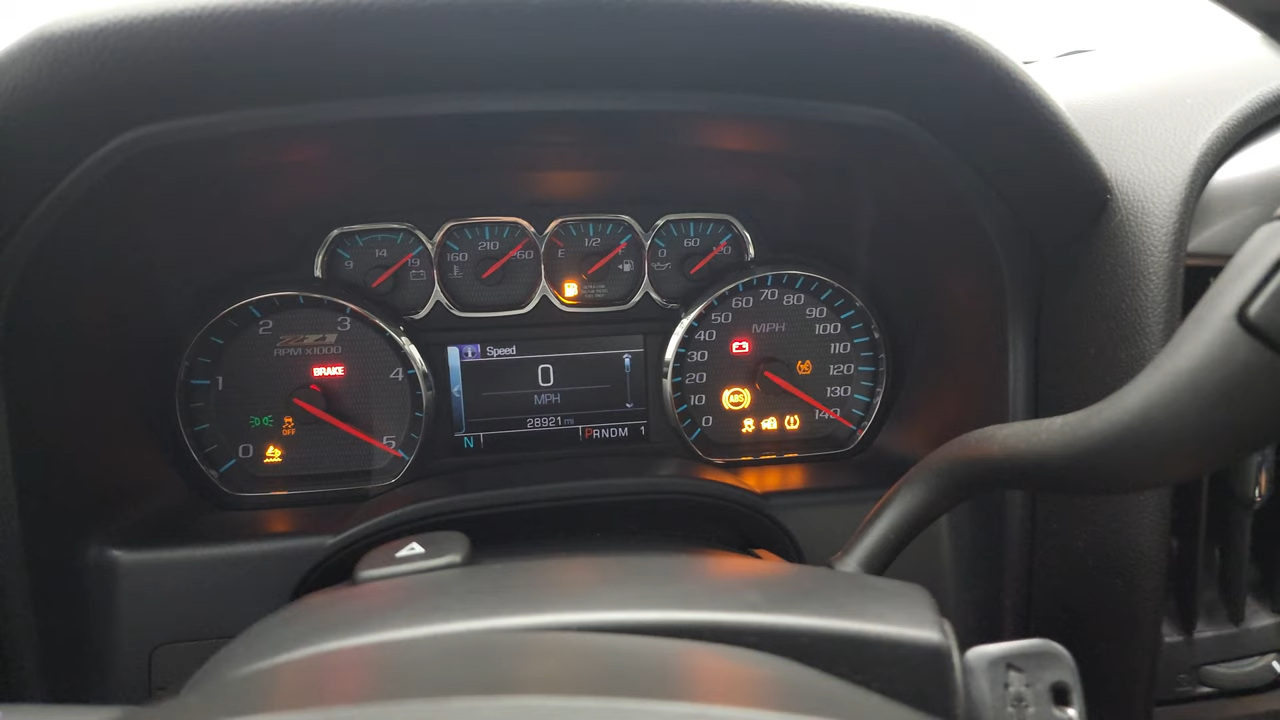 9 14 19
160 210 260
E 1/2 F
0 60 120
Z71
RPM X1000
0 1 2 3 4 5
BRAKE
OFF
Speed
0
MPH
28921 mi
N PRNDM 1
MPH
0 10 20 30 40 50 60 70 80 90 100 110 120 130 140
ABS